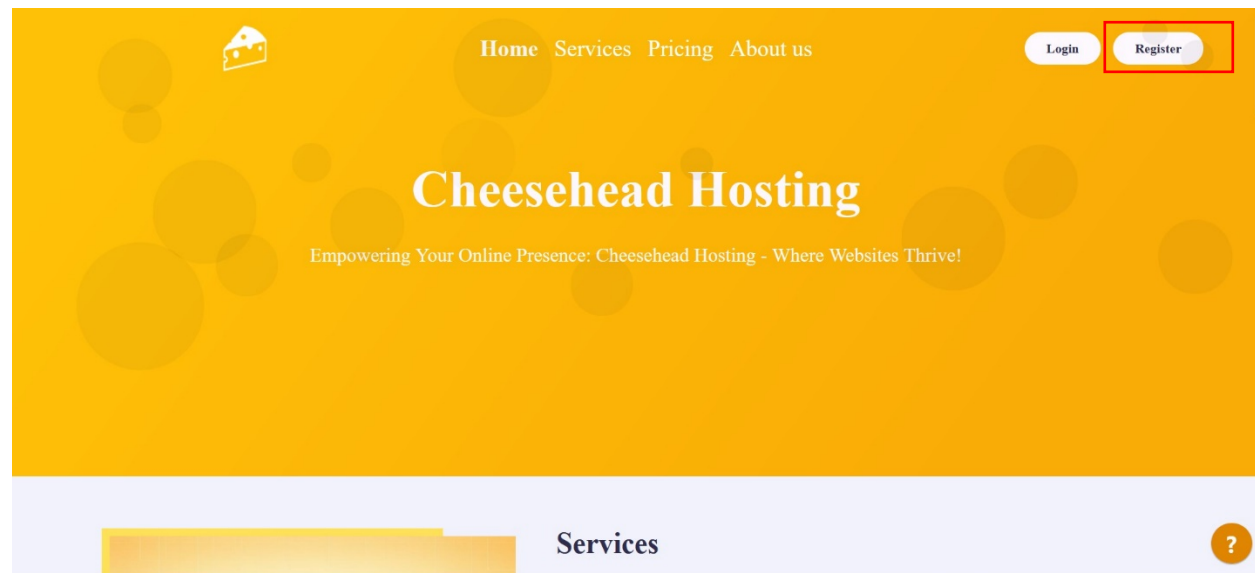 Home Services Pricing About us Login Register
Cheesehead Hosting
Empowering Your Online Presence: Cheesehead Hosting - Where Websites Thrive!
Services
?